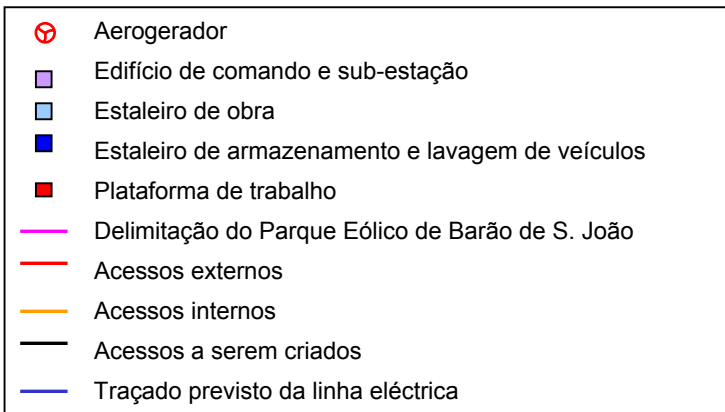 Aerogerador
Edifício de comando e sub-estação
Estaleiro de obra
Estaleiro de armazenamento e lavagem de veículos
Plataforma de trabalho
Delimitação do Parque Eólico de Barão de S. João
Acessos externos
Acessos internos
Acessos a serem criados
Traçado previsto da linha eléctrica